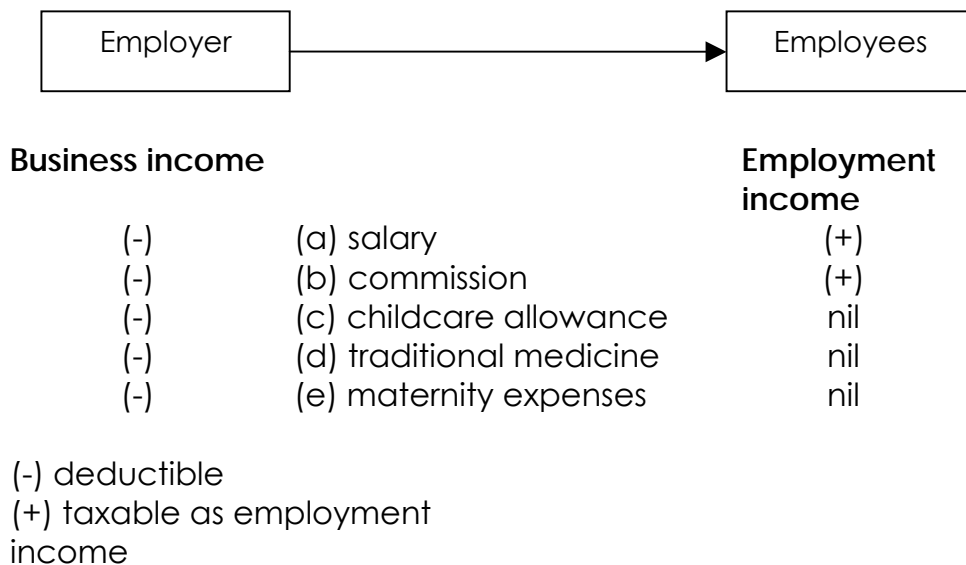 Employer Employees
Business income Employment
income
(-) (a) salary (+)
(-) (b) commission (+)
(-) (c) childcare allowance nil
(-) (d) traditional medicine nil
(-) (e) maternity expenses nil
(-) deductible
(+) taxable as employment
income